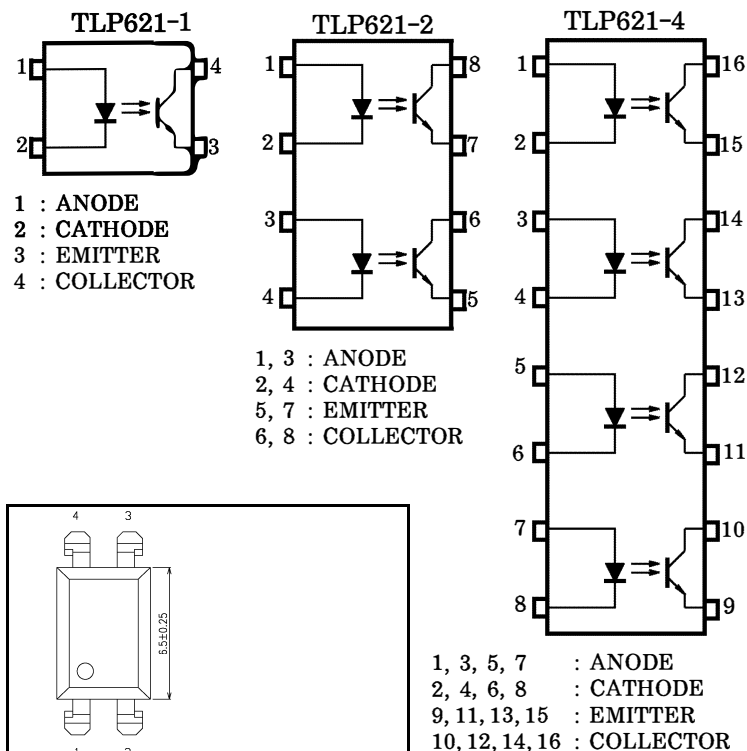 TLP621-1
1
4
2
3
1 : ANODE
2 : CATHODE
3 : EMITTER
4 : COLLECTOR
TLP621-2
1
8
2
7
3
6
4
5
1, 3 : ANODE
2, 4 : CATHODE
5, 7 : EMITTER
6, 8 : COLLECTOR
TLP621-4
1
16
2
15
3
14
4
13
5
12
6
11
7
10
8
9
1, 3, 5, 7 : ANODE
2, 4, 6, 8 : CATHODE
9, 11, 13, 15 : EMITTER
10, 12, 14, 16 : COLLECTOR
4 3